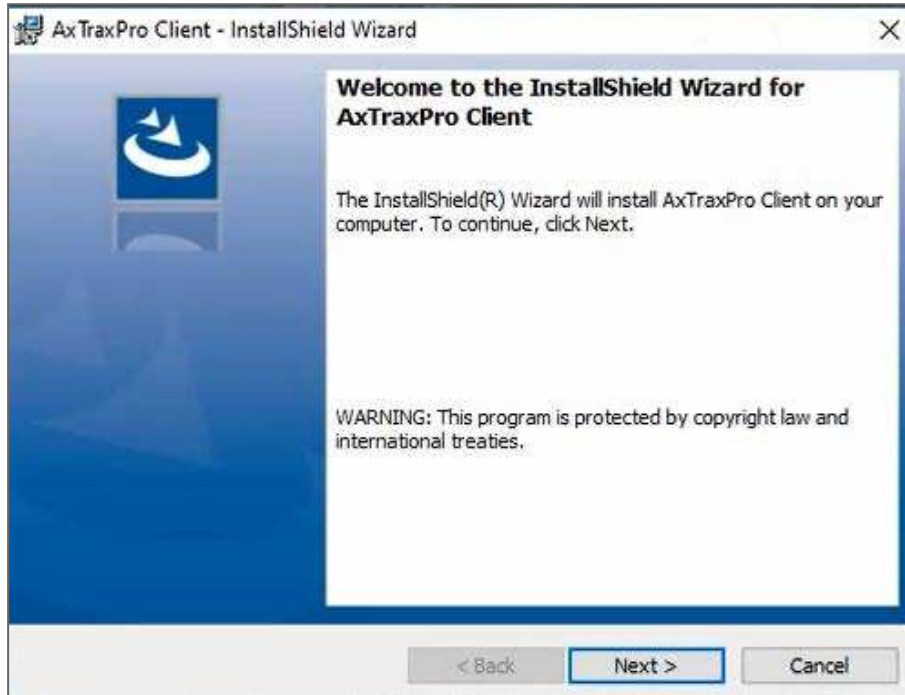 AxTraxPro Client - InstallShield Wizard
Welcome to the InstallShield Wizard for
AxTraxPro Client
The InstallShield(R) Wizard will install AxTraxPro Client on your
computer. To continue, click Next.
WARNING: This program is protected by copyright law and
international treaties.
< Back Next > Cancel